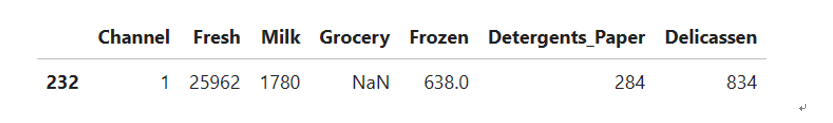 Channel Fresh Milk Grocery Frozen Detergents_Paper Delicassen
232 1 25962 1780 NaN 638.0 284 834